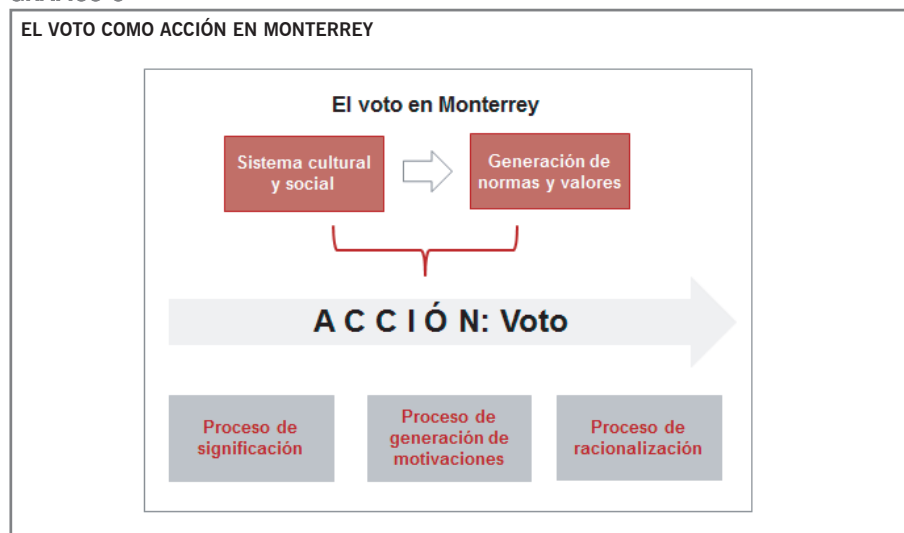 EL VOTO COMO ACCIÓN EN MONTERREY
El voto en Monterrey
Sistema cultural
y social
Generación de
normas y valores
A C C I Ó N: Voto
Proceso de
significación
Proceso de
generación de
motivaciones
Proceso de
racionalización